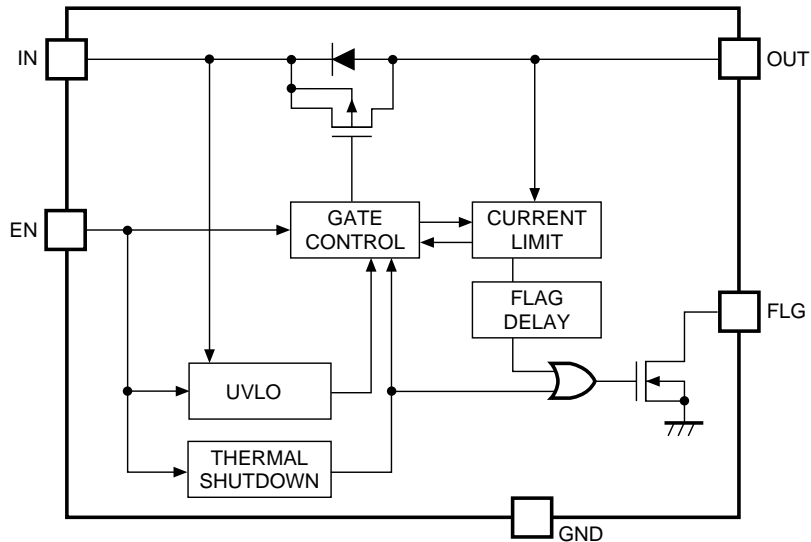 IN
OUT
EN
GATE
CONTROL
CURRENT
LIMIT
FLAG
DELAY
FLG
UVLO
THERMAL
SHUTDOWN
GND